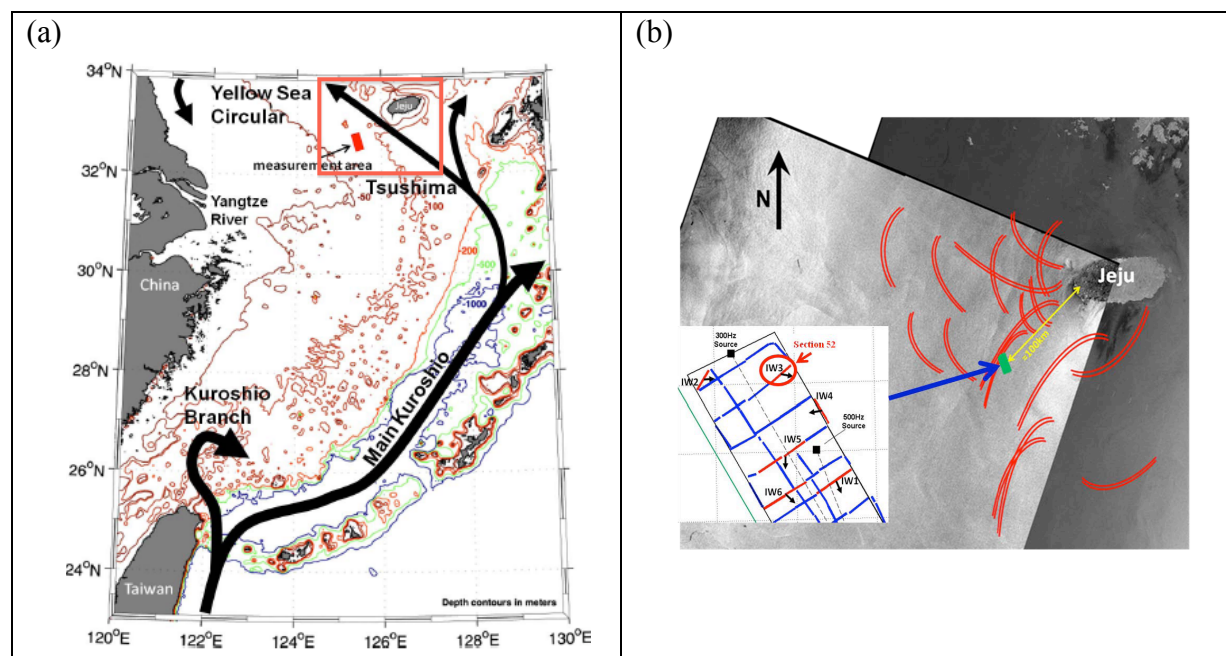 (a)
34°N
32°N
30°N
28°N
26°N
24°N
120°E
122°E
124°E
126°E
128°E
130°E
Yellow Sea
Circular
Jeju
measurement area
Tsushima
-50
-100
Yangtze
River
-200
-500
-1000
China
Kuroshio
Branch
Main Kuroshio
Taiwan
Depth contours in meters
(b)
N
Jeju
≈100km
300Hz
Source
Section 52
IW2
IW3
IW4
500Hz
Source
IW5
IW6
IW1